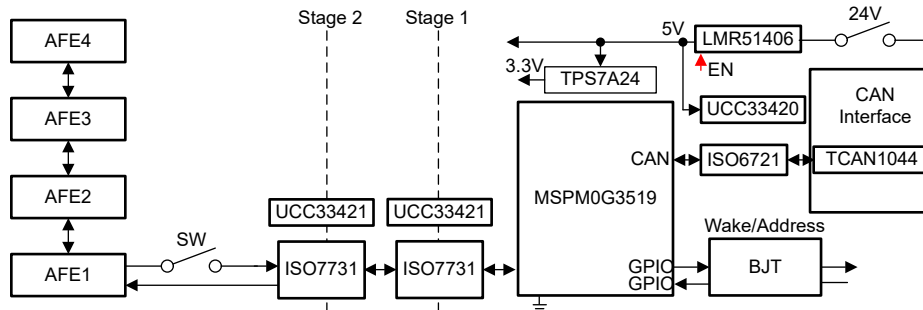 Stage 2
Stage 1
24V
5V
LMR51406
EN
3.3V
TPS7A24
UCC33420
CAN
Interface
AFE4
AFE3
AFE2
AFE1
SW
UCC33421
UCC33421
ISO7731
ISO7731
MSPM0G3519
CAN
ISO6721
TCAN1044
Wake/Address
GPIO
GPIO
BJT